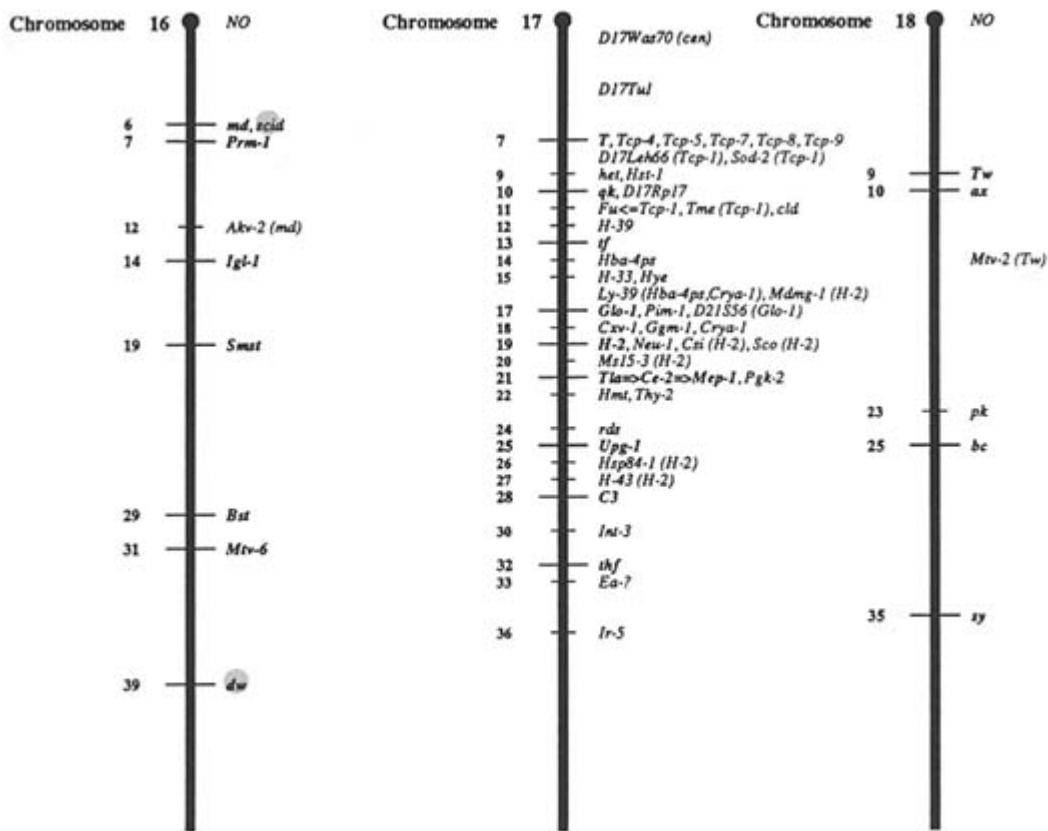 Chromosome 16 NO
6 md, scid
7 Prm-1
12 Akv-2 (md)
14 Igl-1
19 Smst
29 Bst
31 Mtv-6
39 dw
Chromosome 17
D17Was70 (cen)
D17Tu1
7 T, Tcp-4, Tcp-5, Tcp-7, Tcp-8, Tcp-9
D17Leh66 (Tcp-1), Sod-2 (Tcp-1)
9 het, Hst-1
10 qk, D17Rp17
11 Fu<=Tcp-1, Tme (Tcp-1), cld
12 H-39
13 tf
14 Hba-4ps
15 H-33, Hye
Ly-39 (Hba-4ps,Crya-1), Mdmg-1 (H-2)
17 Glo-1, Pim-1, D21S56 (Glo-1)
18 Cxv-1, Ggm-1, Crya-1
19 H-2, Neu-1, Csi (H-2), Sco (H-2)
20 Ms15-3 (H-2)
21 Tla=>Ce-2=>Mep-1, Pgk-2
22 Hmt, Thy-2
24 rds
25 Upg-1
26 Hsp84-1 (H-2)
27 H-43 (H-2)
28 C3
30 Int-3
32 thf
33 Ea-?
36 Ir-5
Chromosome 18 NO
9 Tw
10 ax
Mtv-2 (Tw)
23 pk
25 bc
35 sy